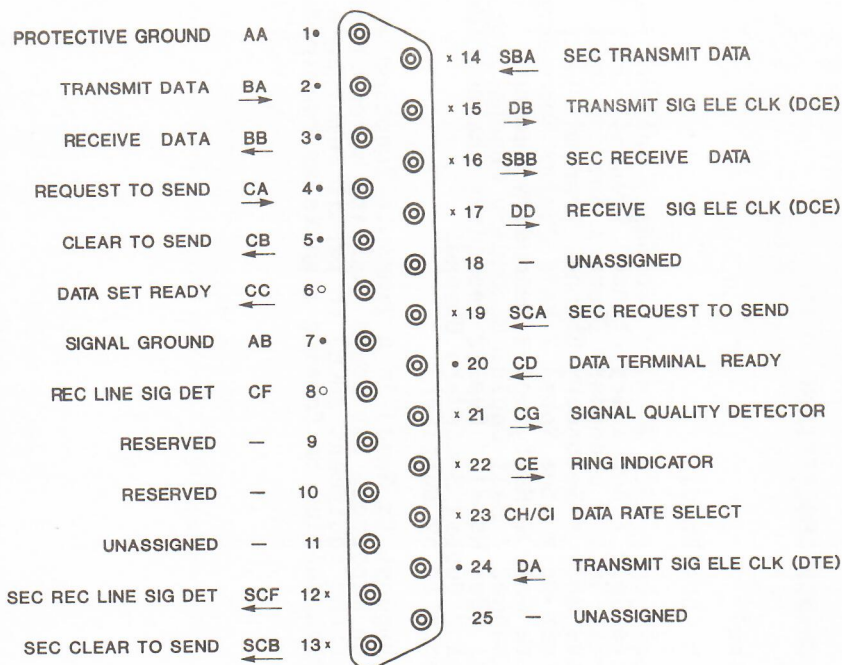 PROTECTIVE GROUND AA 1•
TRANSMIT DATA BA 2•
RECEIVE DATA BB 3•
REQUEST TO SEND CA 4•
CLEAR TO SEND CB 5•
DATA SET READY CC 6○
SIGNAL GROUND AB 7•
REC LINE SIG DET CF 8○
RESERVED — 9
RESERVED — 10
UNASSIGNED — 11
SEC REC LINE SIG DET SCF 12 x
SEC CLEAR TO SEND SCB 13 x
x 14 SBA SEC TRANSMIT DATA
x 15 DB TRANSMIT SIG ELE CLK (DCE)
x 16 SBB SEC RECEIVE DATA
x 17 DD RECEIVE SIG ELE CLK (DCE)
18 — UNASSIGNED
x 19 SCA SEC REQUEST TO SEND
• 20 CD DATA TERMINAL READY
x 21 CG SIGNAL QUALITY DETECTOR
x 22 CE RING INDICATOR
x 23 CH/CI DATA RATE SELECT
• 24 DA TRANSMIT SIG ELE CLK (DTE)
25 — UNASSIGNED